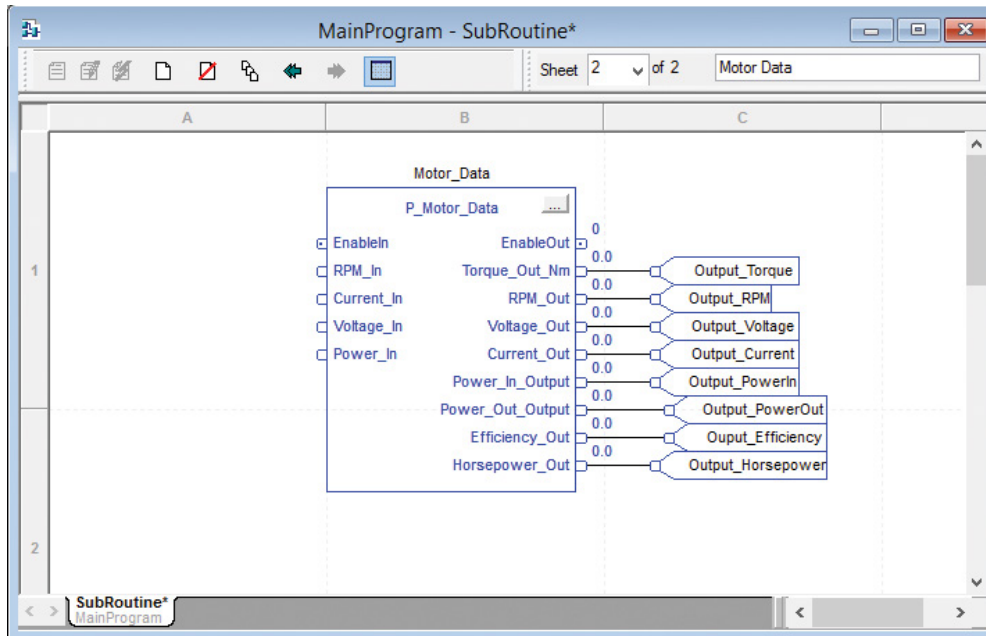 MainProgram - SubRoutine*
Sheet 2 of 2 Motor Data
A B C
Motor_Data
P_Motor_Data ...
0
EnableIn EnableOut
0.0
1 RPM_In Torque_Out_Nm Output_Torque
0.0
Current_In RPM_Out Output_RPM
0.0
Voltage_In Voltage_Out Output_Voltage
0.0
Power_In Current_Out Output_Current
0.0
Power_In_Output Output_PowerIn
0.0
Power_Out_Output Output_PowerOut
0.0
Efficiency_Out Ouput_Efficiency
0.0
Horsepower_Out Output_Horsepower
2
SubRoutine*
MainProgram